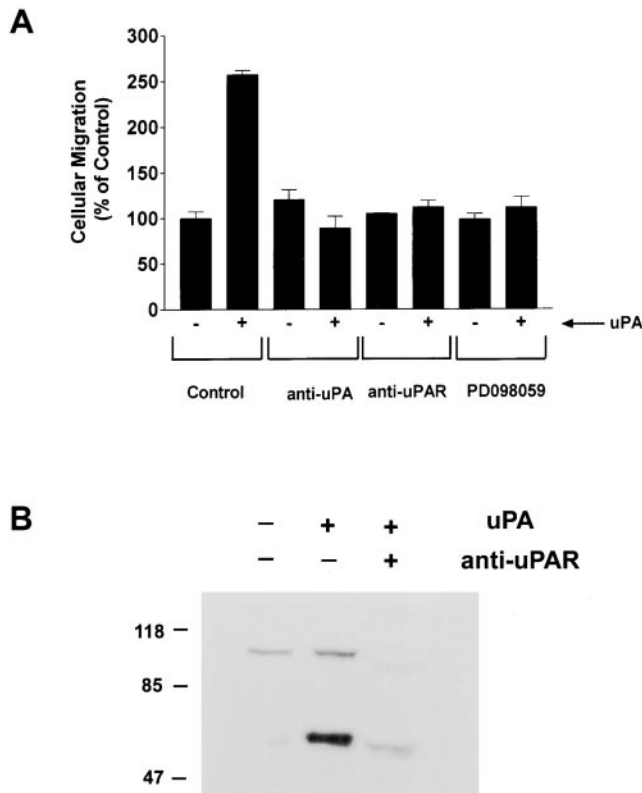 A
Cellular Migration
(% of Control)
300
250
200
150
100
50
0
- + - + - + - + ← uPA
Control anti-uPA anti-uPAR PD098059
B
– + + uPA
– – + anti-uPAR
118 –
85 –
47 –